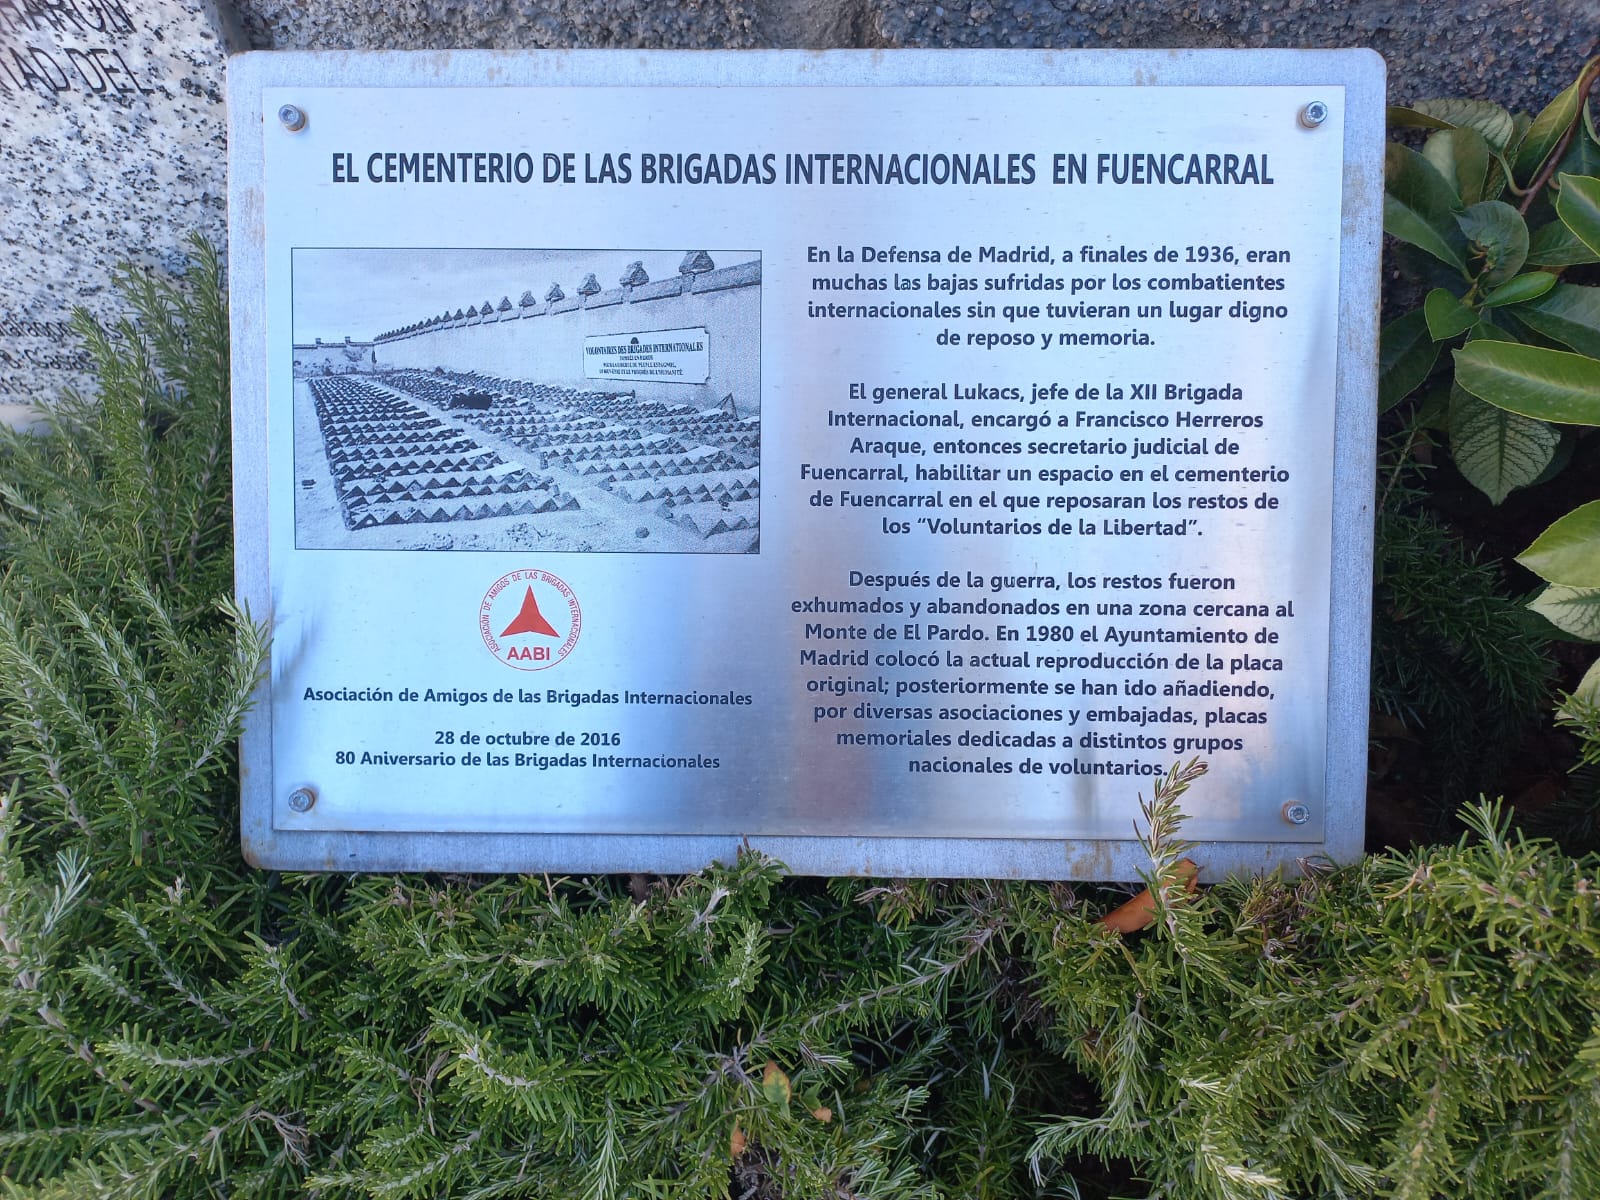 ARON
AD DEL
EL CEMENTERIO DE LAS BRIGADAS INTERNACIONALES EN FUENCARRAL
VOLONTAIRES DES BRIGADES INTERNATIONALES
En la Defensa de Madrid, a finales de 1936, eran
muchas las bajas sufridas por los combatientes
internacionales sin que tuvieran un lugar digno
de reposo y memoria.
El general Lukacs, jefe de la XII Brigada
Internacional, encargó a Francisco Herreros
Araque, entonces secretario judicial de
Fuencarral, habilitar un espacio en el cementerio
de Fuencarral en el que reposaran los restos de
los “Voluntarios de la Libertad”.
Después de la guerra, los restos fueron
exhumados y abandonados en una zona cercana al
Monte de El Pardo. En 1980 el Ayuntamiento de
Madrid colocó la actual reproducción de la placa
original; posteriormente se han ido añadiendo,
por diversas asociaciones y embajadas, placas
memoriales dedicadas a distintos grupos
nacionales de voluntarios.
ASOCIACIÓN DE AMIGOS DE LAS BRIGADAS INTERNACIONALES
AABI
Asociación de Amigos de las Brigadas Internacionales
28 de octubre de 2016
80 Aniversario de las Brigadas Internacionales